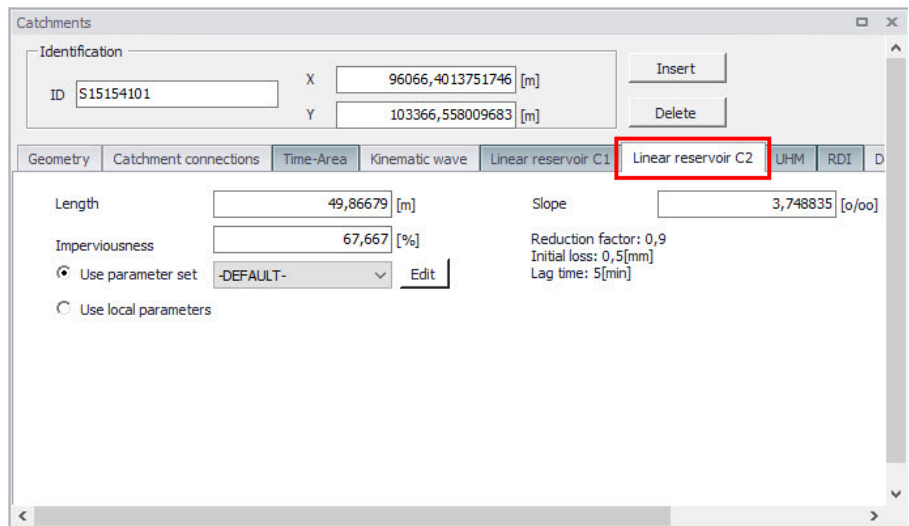 Catchments
Identification
ID S15154101 X 96066,4013751746 [m] Insert
Y 103366,558009683 [m] Delete
Geometry Catchment connections Time-Area Kinematic wave Linear reservoir C1 Linear reservoir C2 UHM RDI D
Length 49,86679 [m] Slope 3,748835 [o/oo]
Imperviousness 67,667 [%] Reduction factor: 0,9
Initial loss: 0,5[mm]
Use parameter set -DEFAULT- Edit Lag time: 5[min]
Use local parameters